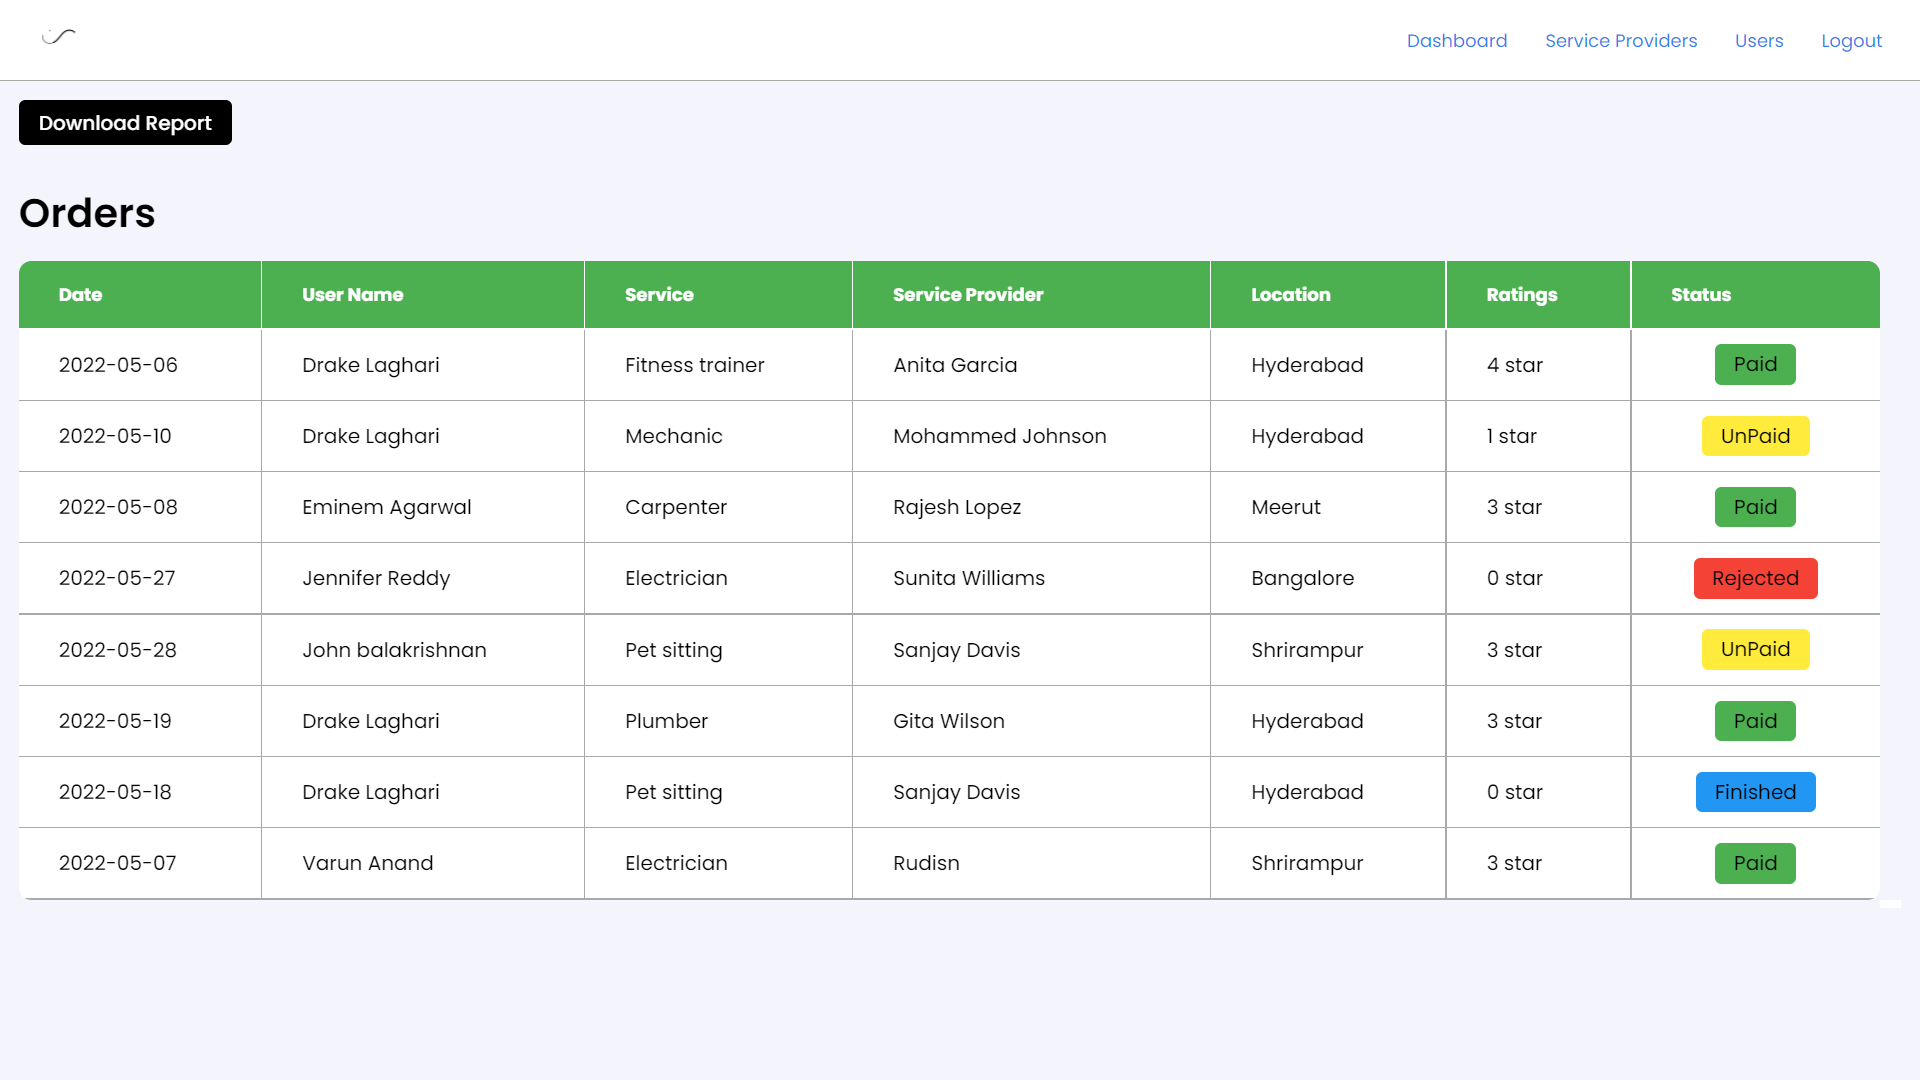 Dashboard Service Providers Users Logout
Download Report
Orders
Date User Name Service Service Provider Location Ratings Status
2022-05-06 Drake Laghari Fitness trainer Anita Garcia Hyderabad 4 star Paid
2022-05-10 Drake Laghari Mechanic Mohammed Johnson Hyderabad 1 star UnPaid
2022-05-08 Eminem Agarwal Carpenter Rajesh Lopez Meerut 3 star Paid
2022-05-27 Jennifer Reddy Electrician Sunita Williams Bangalore 0 star Rejected
2022-05-28 John balakrishnan Pet sitting Sanjay Davis Shrirampur 3 star UnPaid
2022-05-19 Drake Laghari Plumber Gita Wilson Hyderabad 3 star Paid
2022-05-18 Drake Laghari Pet sitting Sanjay Davis Hyderabad 0 star Finished
2022-05-07 Varun Anand Electrician Rudisn Shrirampur 3 star Paid